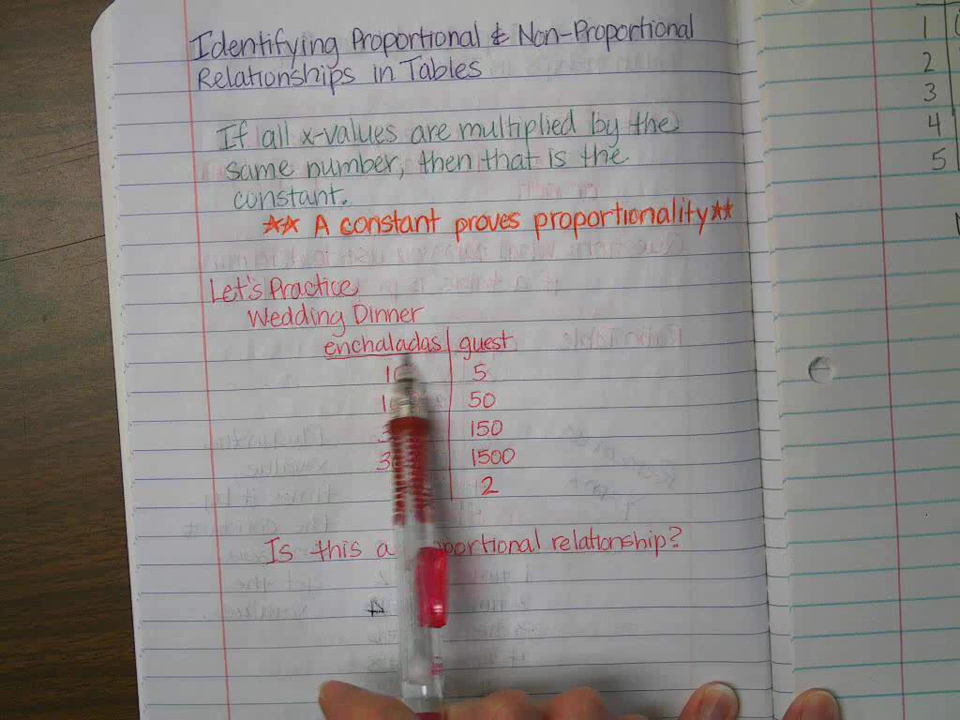 Identifying Proportional & Non-Proportional
Relationships in Tables
If all x-values are multiplied by the
same number, then that is the
constant.
** A constant proves proportionality **
Let's Practice
Wedding Dinner
enchaladas guest
5
50
150
1500
2
Is this a relationship?
1
2
3
4
5